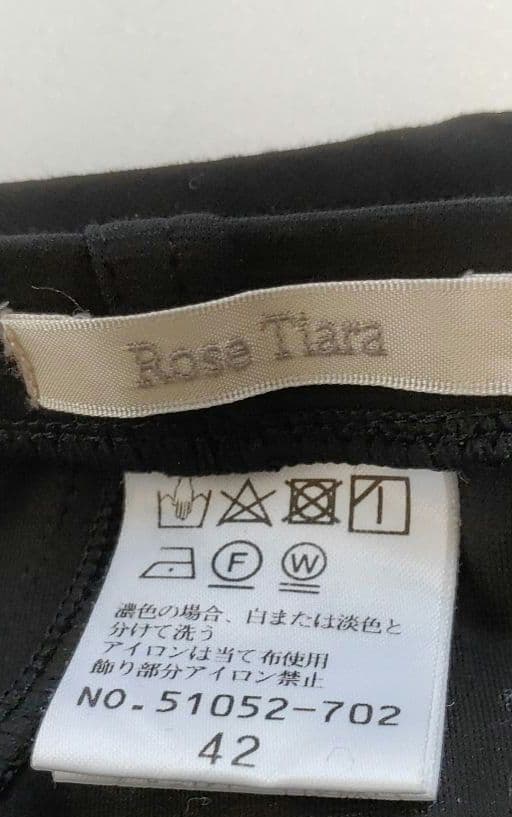 Rose Tiara
F W
濃色の場合、白または淡色と
分けて洗う
アイロンは当て布使用
飾り部分アイロン禁止
NO.51052-702
42